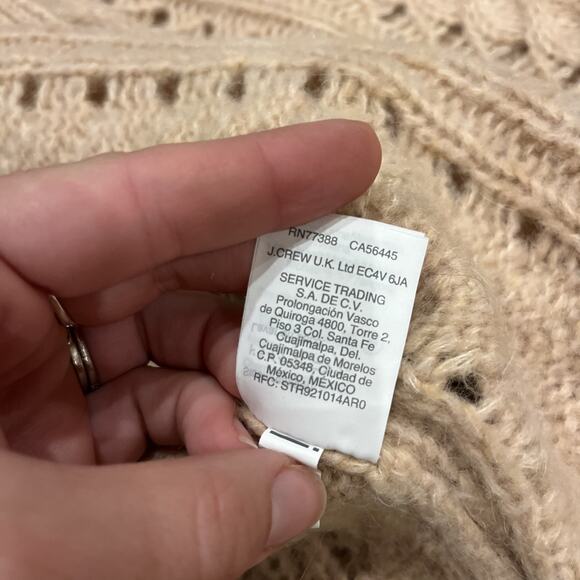 RN77388 CA56445
J.CREW U.K. Ltd EC4V 6JA
SERVICE TRADING
S.A. DE C.V.
Prolongación Vasco
de Quiroga 4800, Torre 2,
Piso 3 Col. Santa Fe
Cuajimalpa, Del.
Cuajimalpa de Morelos
C.P. 05348, Ciudad de
México, MEXICO
RFC: STR921014AR0